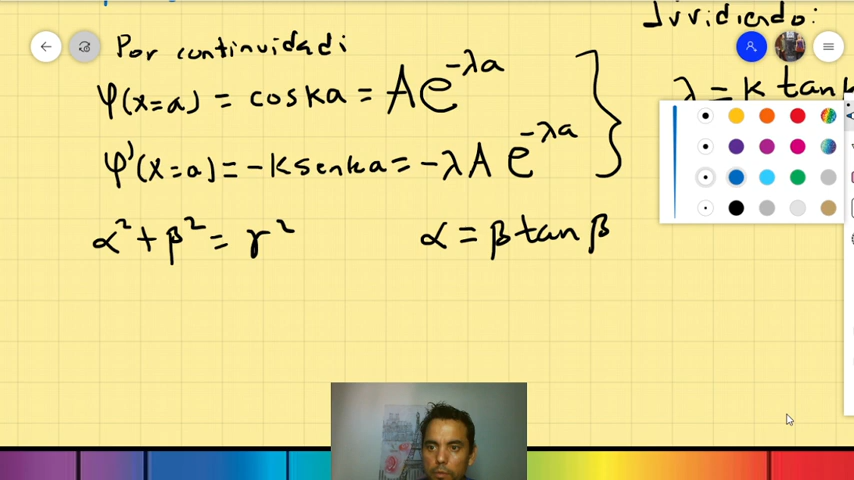 Por continuidad:
φ(x=a) = coska = Ae^-λa
φ'(x=a) = -ksenka = -λA e^-λa
α² + β² = γ²
α = β tan β
Dividiendo:
λ = k tan